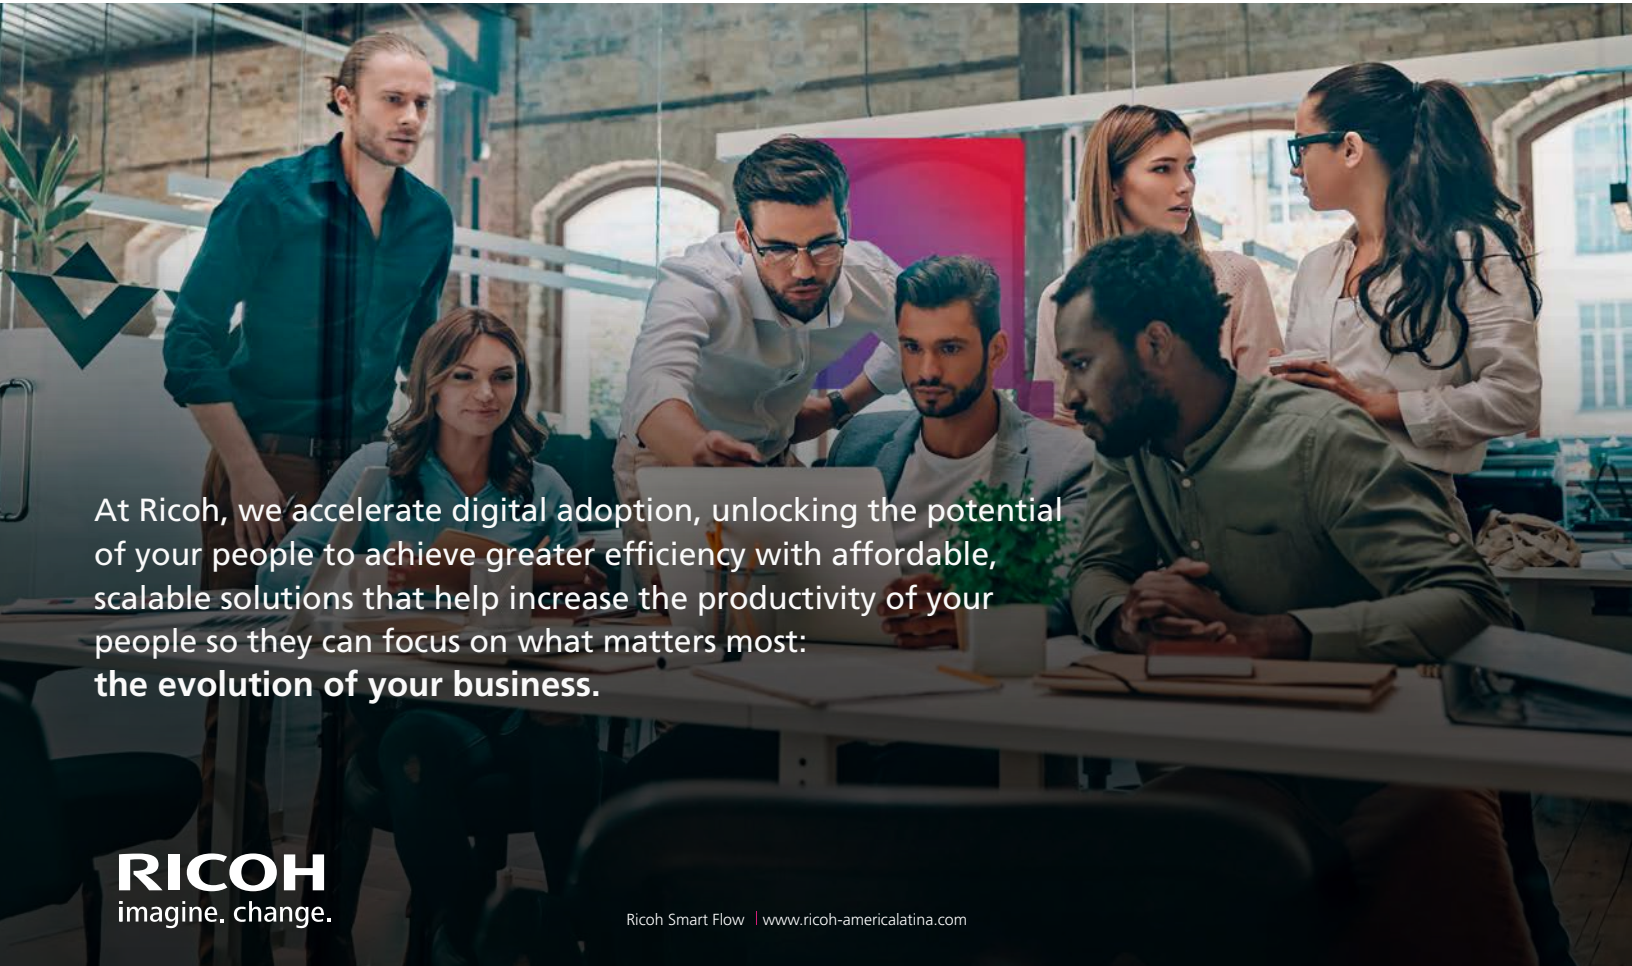 At Ricoh, we accelerate digital adoption, unlocking the potential
of your people to achieve greater efficiency with affordable,
scalable solutions that help increase the productivity of your
people so they can focus on what matters most:
the evolution of your business.
RICOH
imagine. change.
Ricoh Smart Flow | www.ricoh-americalatina.com